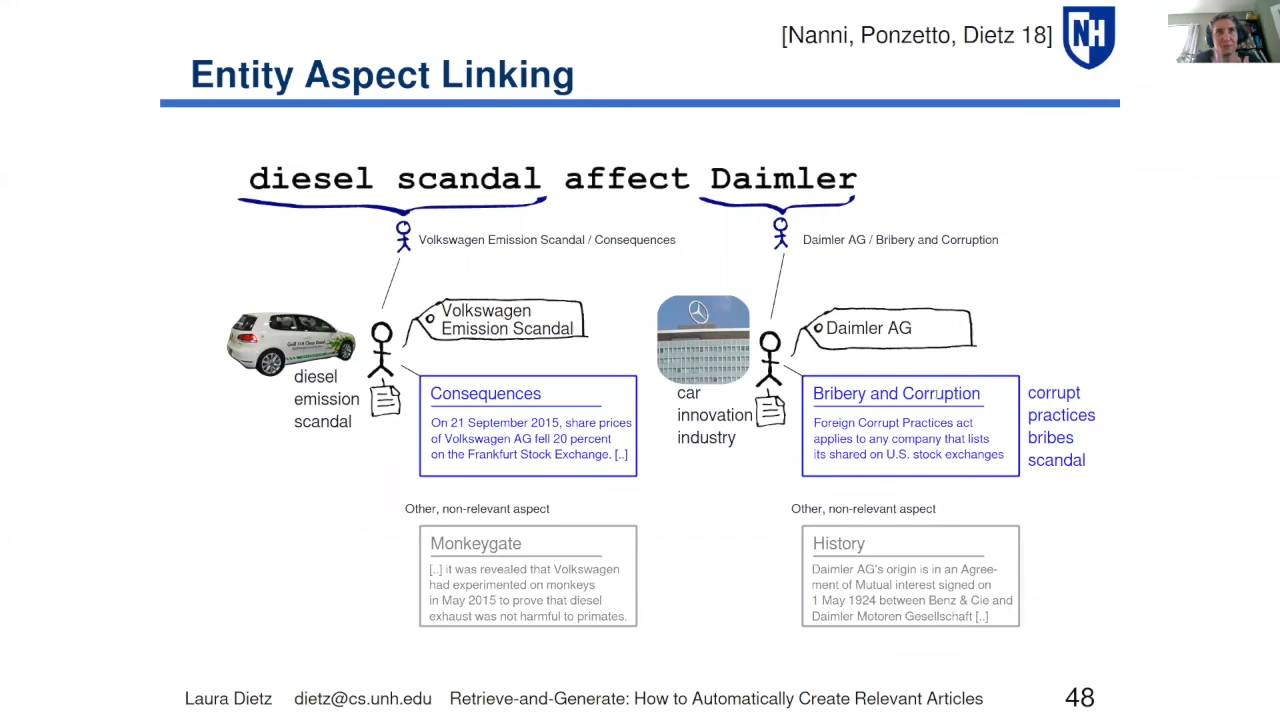 [Nanni, Ponzetto, Dietz 18]
NH
Entity Aspect Linking
diesel scandal affect Daimler
Volkswagen Emission Scandal / Consequences
Daimler AG / Bribery and Corruption
Volkswagen
Emission Scandal
diesel
emission
scandal
Consequences
On 21 September 2015, share prices
of Volkswagen AG fell 20 percent
on the Frankfurt Stock Exchange. [..]
Other, non-relevant aspect
Monkeygate
[..] it was revealed that Volkswagen
had experimented on monkeys
in May 2015 to prove that diesel
exhaust was not harmful to primates.
Daimler AG
car
innovation
industry
Bribery and Corruption
Foreign Corrupt Practices act
applies to any company that lists
its shared on U.S. stock exchanges
corrupt
practices
bribes
scandal
Other, non-relevant aspect
History
Daimler AG's origin is in an Agree-
ment of Mutual interest signed on
1 May 1924 between Benz & Cie and
Daimler Motoren Gesellschaft [..]
Laura Dietz dietz@cs.unh.edu Retrieve-and-Generate: How to Automatically Create Relevant Articles 48